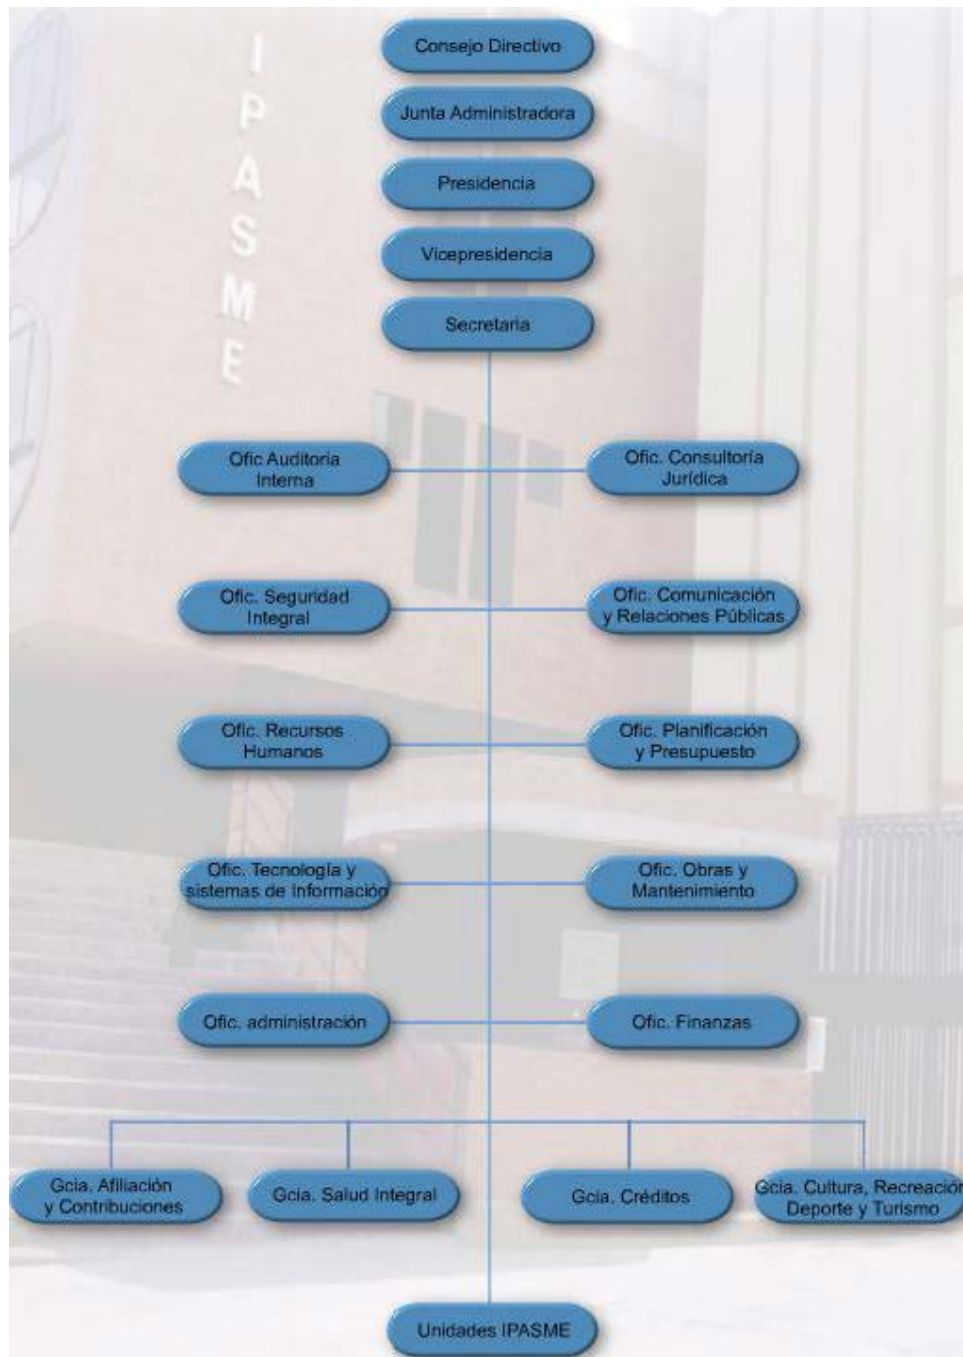 IPASME
Consejo Directivo
Junta Administradora
Presidencia
Vicepresidencia
Secretaria
Ofic Auditoria
Interna
Ofic. Consultoría
Jurídica
Ofic. Seguridad
Integral
Ofic. Comunicación
y Relaciones Públicas
Ofic. Recursos
Humanos
Ofic. Planificación
y Presupuesto
Ofic. Tecnología y
sistemas de Información
Ofic. Obras y
Mantenimiento
Ofic. administración
Ofic. Finanzas
Gcia. Afiliación
y Contribuciones
Gcia. Salud Integral
Gcia. Créditos
Gcia. Cultura, Recreación
Deporte y Turismo
Unidades IPASME